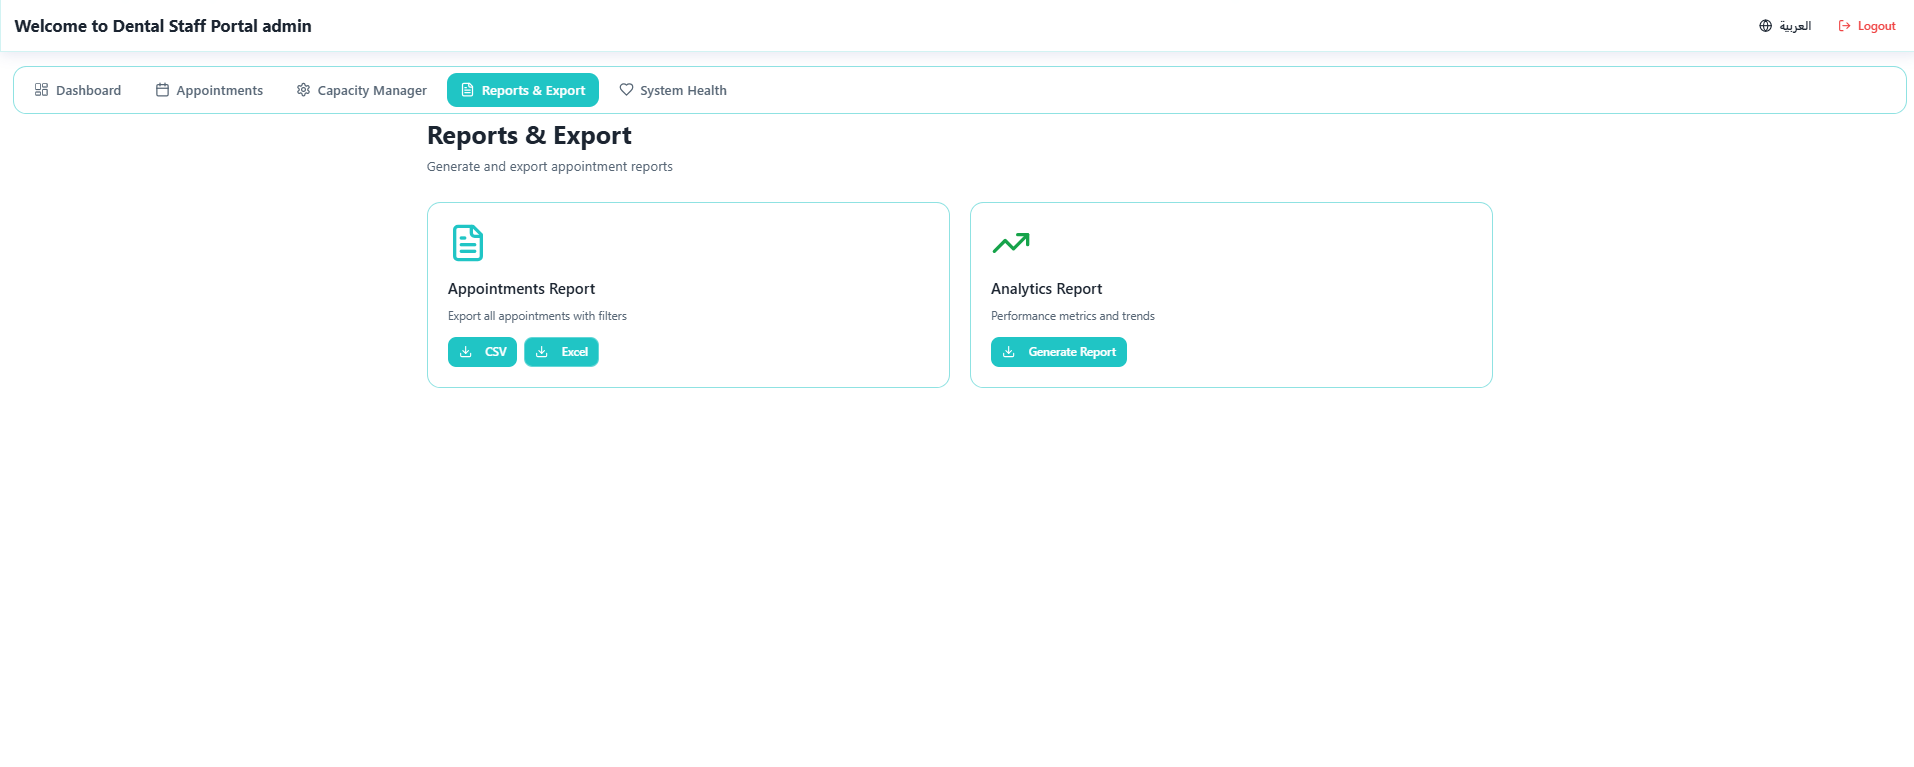 Welcome to Dental Staff Portal admin
العربية
Logout
Dashboard
Appointments
Capacity Manager
Reports & Export
System Health
Reports & Export
Generate and export appointment reports
Appointments Report
Export all appointments with filters
CSV
Excel
Analytics Report
Performance metrics and trends
Generate Report